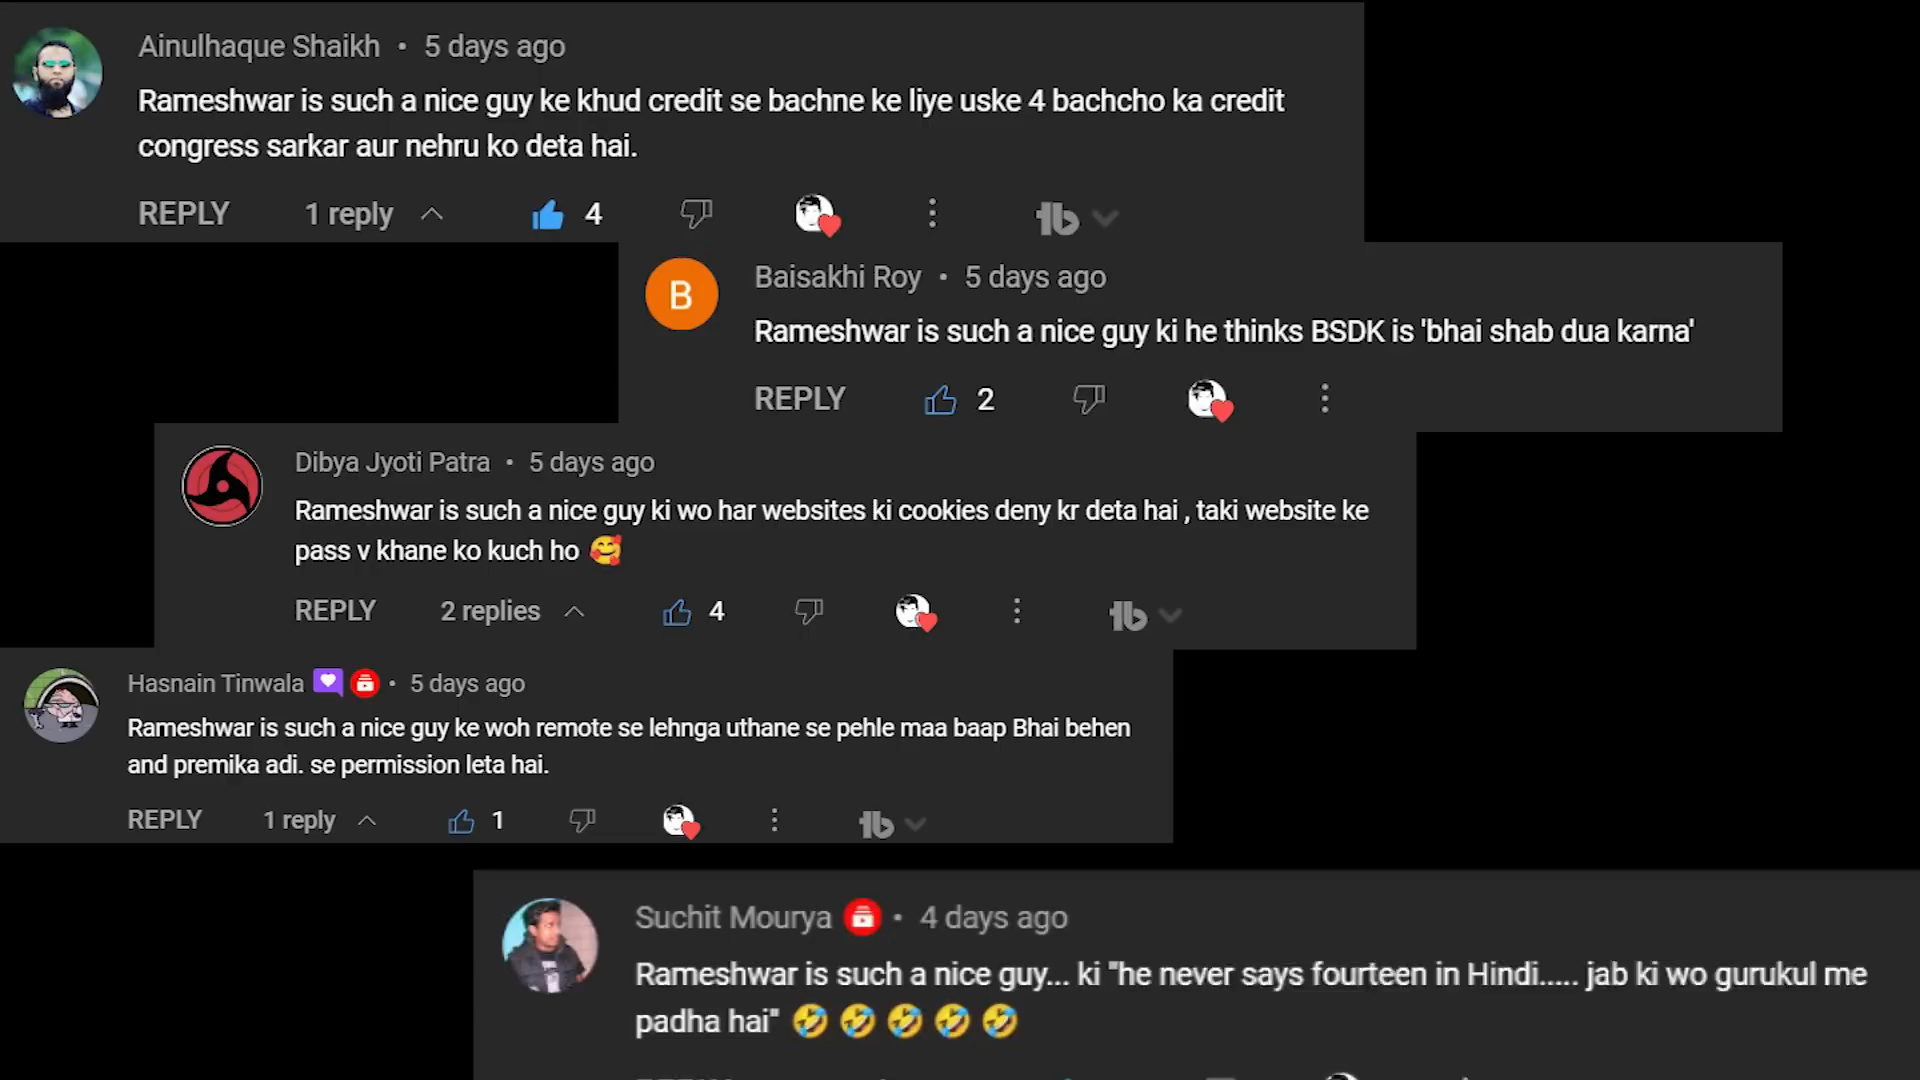 Ainulhaque Shaikh • 5 days ago
Rameshwar is such a nice guy ke khud credit se bachne ke liye uske 4 bachcho ka credit
congress sarkar aur nehru ko deta hai.
REPLY 1 reply 4
B
Baisakhi Roy • 5 days ago
Rameshwar is such a nice guy ki he thinks BSDK is 'bhai shab dua karna'
REPLY 2
Dibya Jyoti Patra • 5 days ago
Rameshwar is such a nice guy ki wo har websites ki cookies deny kr deta hai , taki website ke
pass v khane ko kuch ho 🥰
REPLY 2 replies 4
Hasnain Tinwala • 5 days ago
Rameshwar is such a nice guy ke woh remote se lehnga uthane se pehle maa baap Bhai behen
and premika adi. se permission leta hai.
REPLY 1 reply 1
Suchit Mourya • 4 days ago
Rameshwar is such a nice guy... ki "he never says fourteen in Hindi..... jab ki wo gurukul me
padha hai" 🤣 🤣 🤣 🤣 🤣